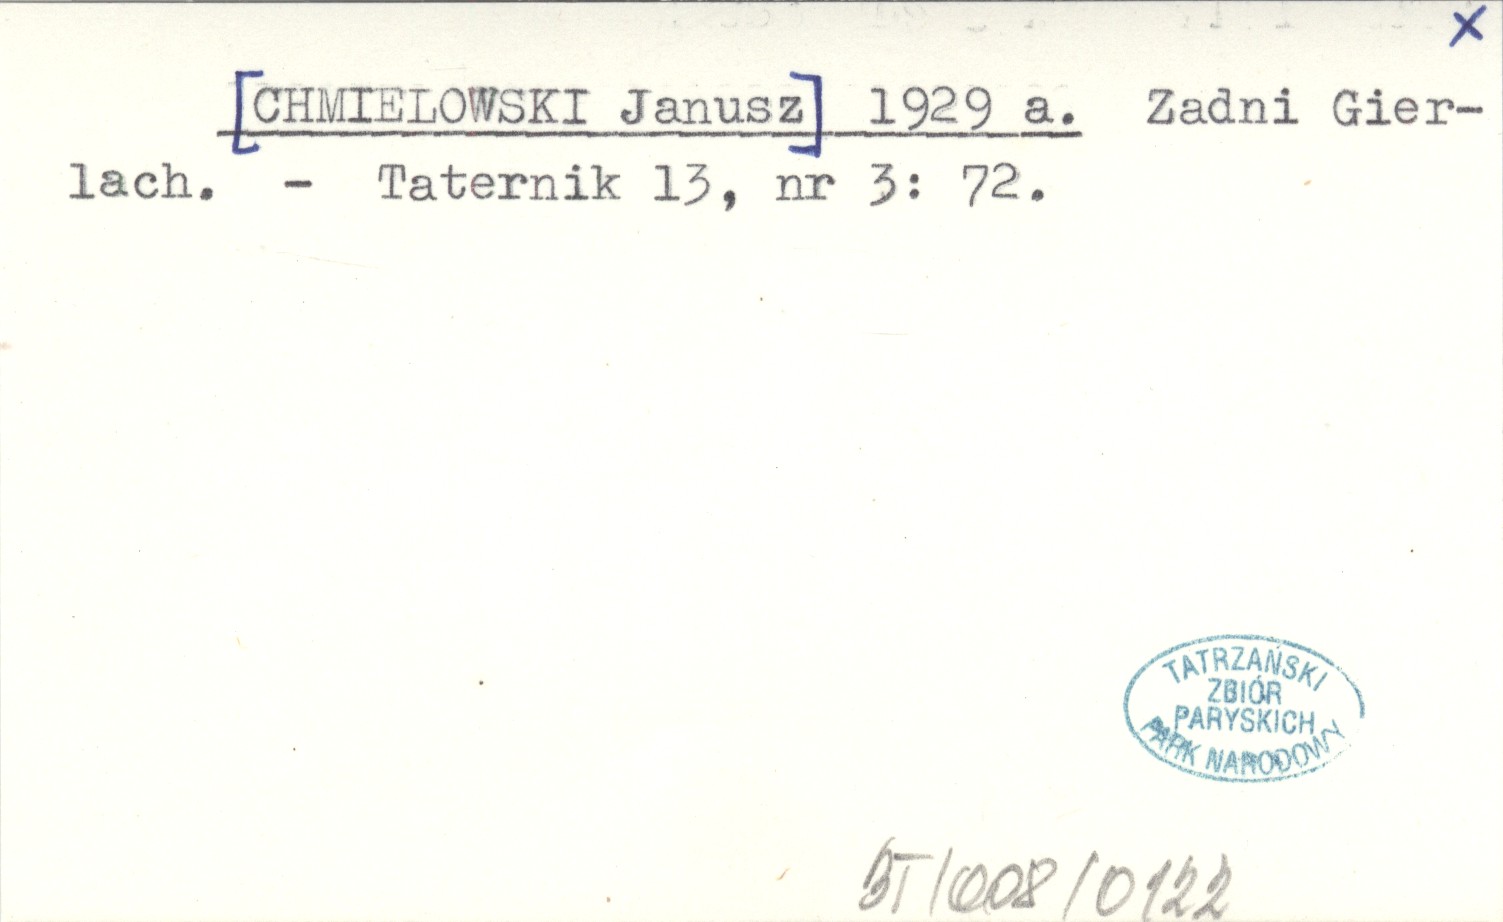 x
[CHMIELOWSKI Janusz] 1929 a. Zadni Gier-
lach. - Taternik 13, nr 3: 72.
TATRZAŃSKI
ZBIÓR
PARYSKICH
PARK NARODOWY
BT/008/0122